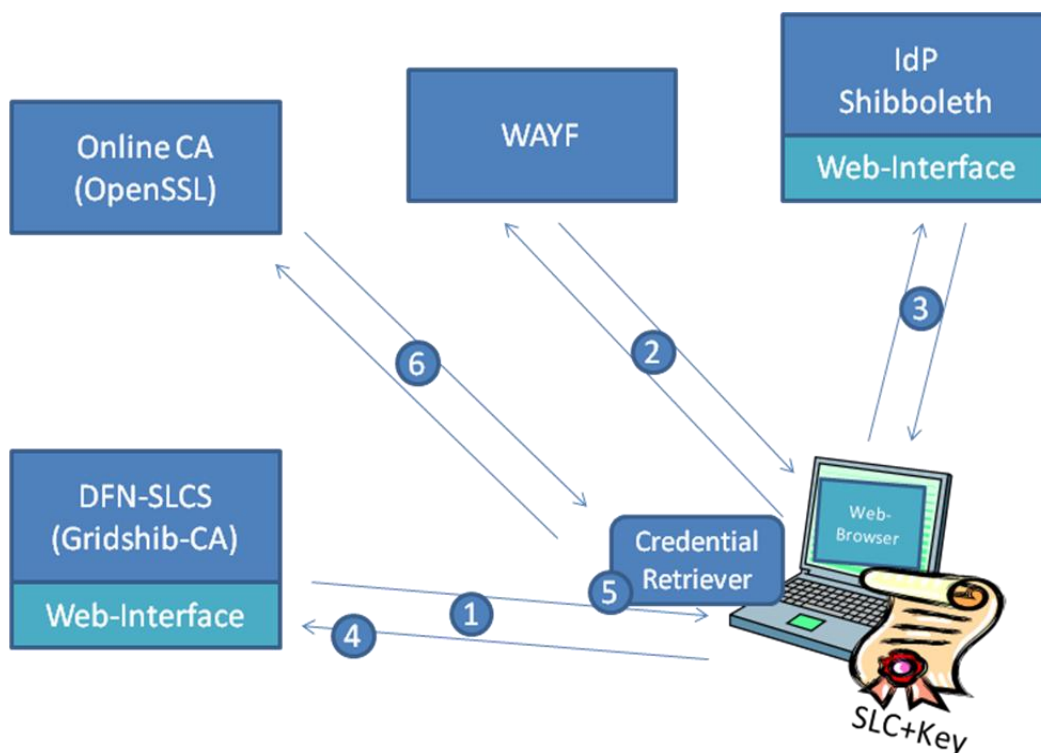 IdP
Shibboleth
Web-Interface
WAYF
Online CA
(OpenSSL)
3
2
6
DFN-SLCS
(Gridshib-CA)
Web-Interface
Web-
Browser
Credential
Retriever
5
1
4
SLC+Key